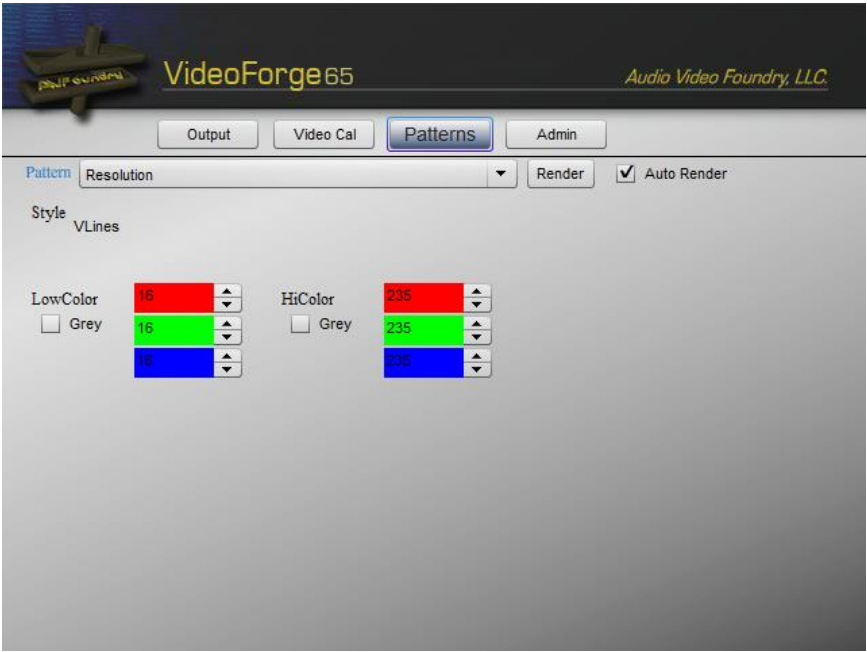 VideoForge65
Audio Video Foundry, LLC.
Output Video Cal Patterns Admin
Pattern Resolution Render Auto Render
Style
VLines
LowColor 16 HiColor 235
Grey 16 Grey 235
16 235